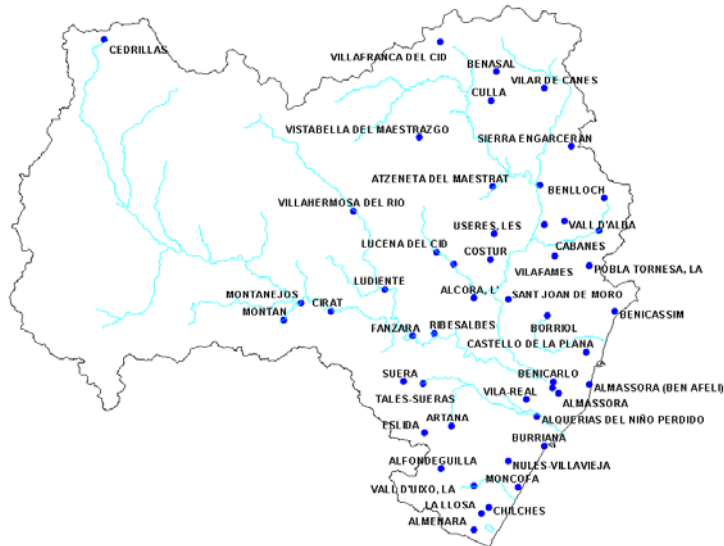 CEDRILLAS
VILLAFRANCA DEL CID
BENASAL
VILAR DE CANES
CULLA
VISTABELLA DEL MAESTRAZGO
SIERRA ENGARCERAN
ATZENETA DEL MAESTRAT
BENLLOCH
VILLAHERMOSA DEL RIO
USERES, LES
VALL D'ALBA
LUCENA DEL CID
COSTUR
CABANES
VILAFAMES
POBLA TORNESA, LA
LUDIENTE
ALCORA, L'
SANT JOAN DE MORO
MONTANEJOS
CIRAT
MONTAN
BENICASSIM
FANZARA
RIBESALBES
BORRIOL
CASTELLO DE LA PLANA
SUERA
BENICARLO
TALES-SUERAS
VILA-REAL
ALMASSORA (BEN AFELI)
ALMASSORA
ARTANA
ALQUERIAS DEL NIÑO PERDIDO
ESLIDA
BURRIANA
ALFONDEGUILLA
NULES-VILLAVIEJA
MONCOFA
VALL D'UIXO, LA
LA LLOSA
CHILCHES
ALMENARA